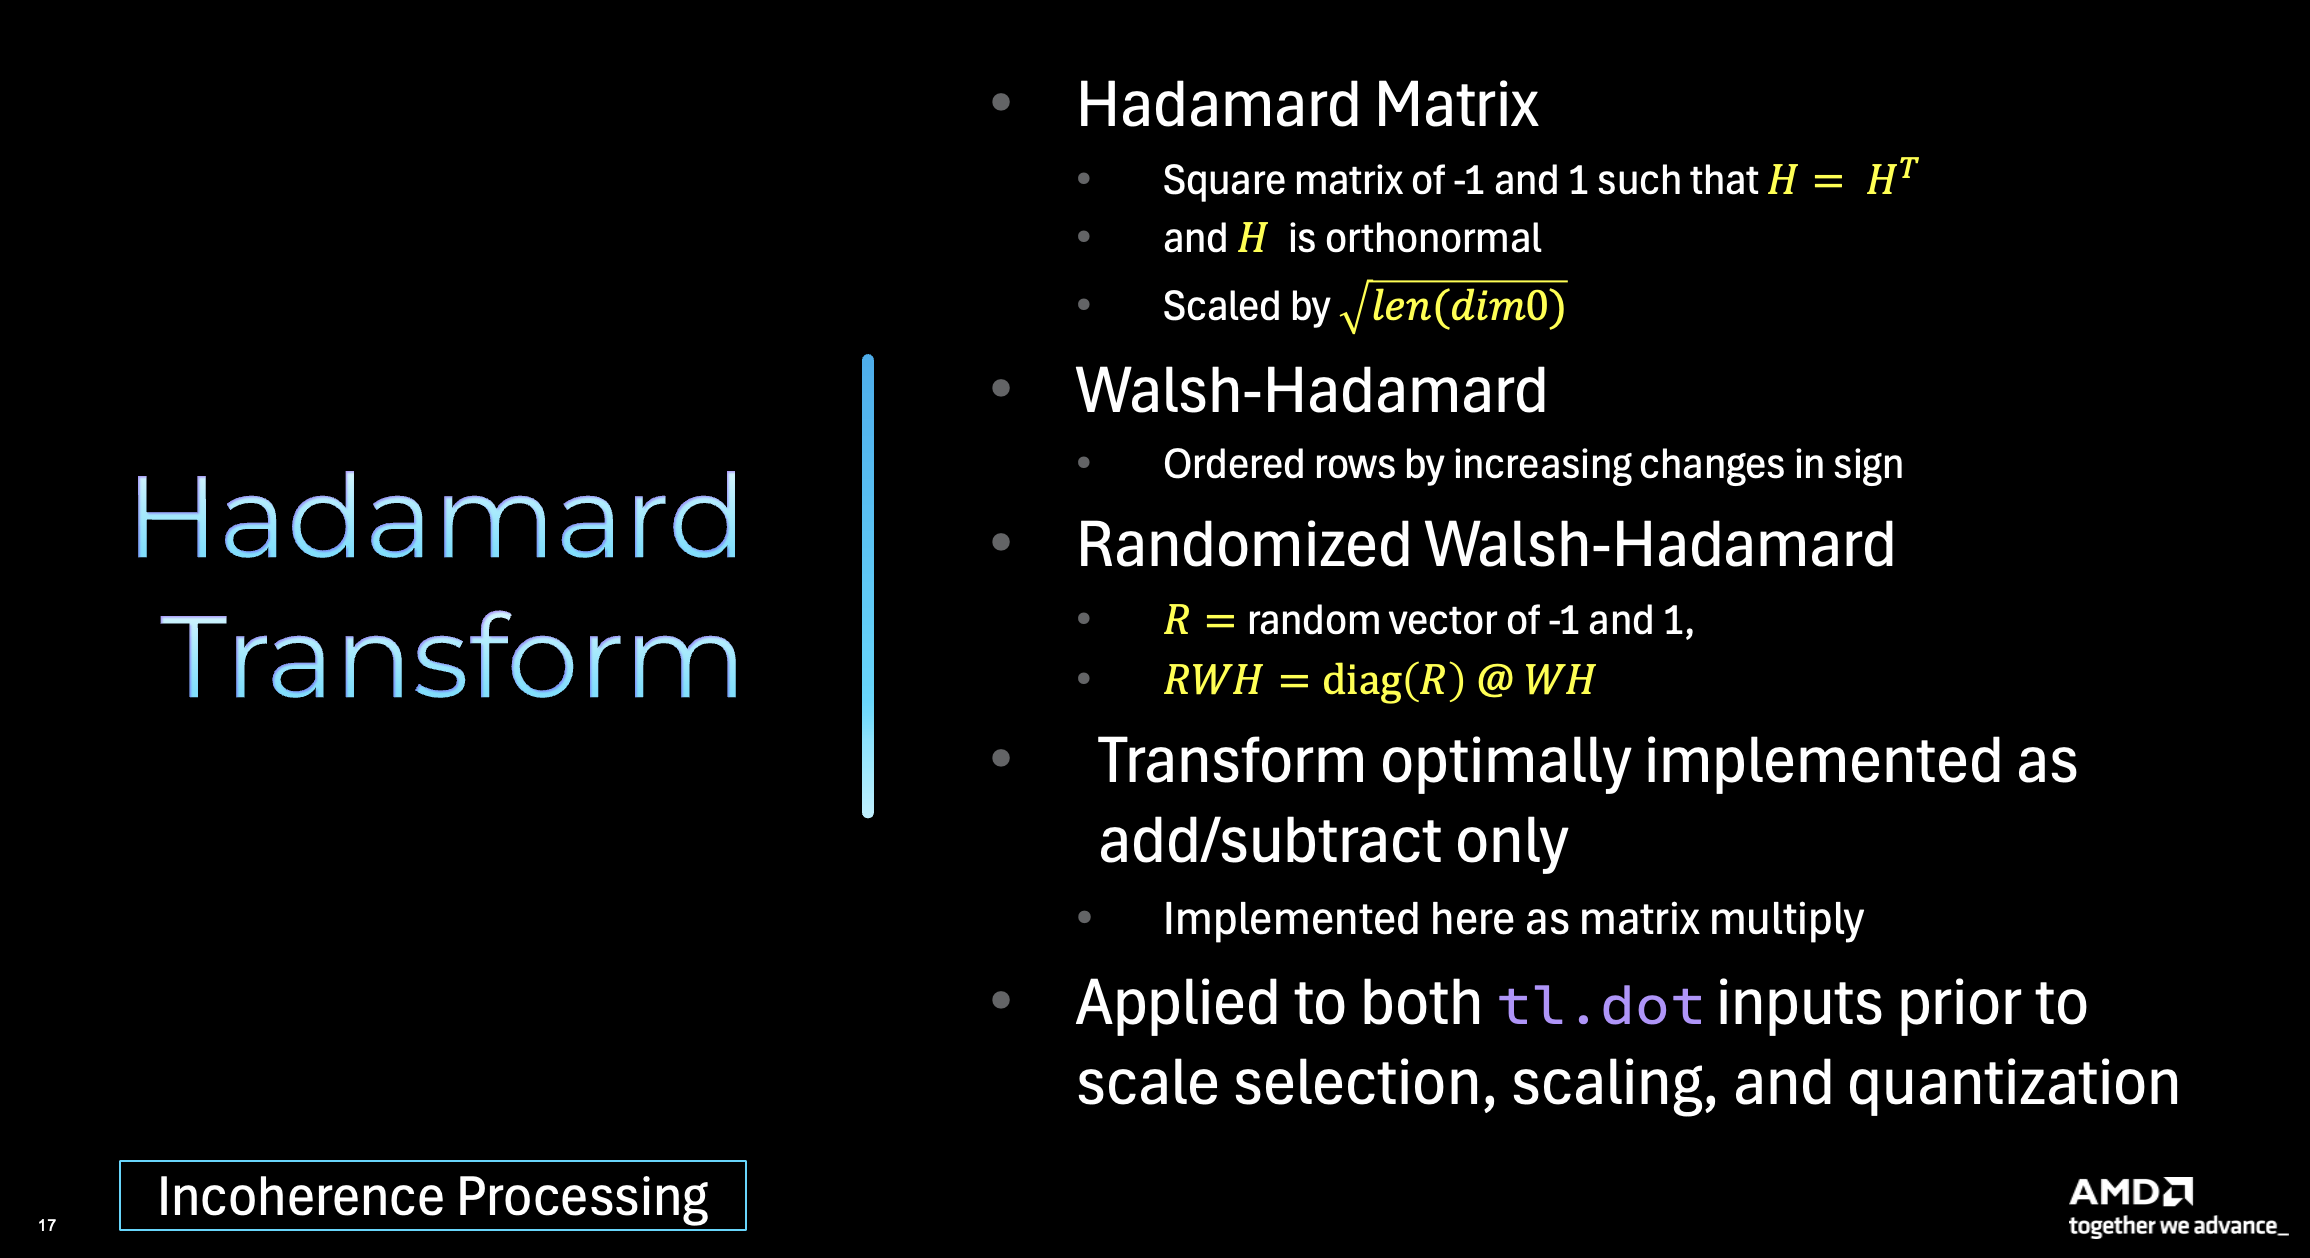 Hadamard
Transform
• Hadamard Matrix
• Square matrix of -1 and 1 such that H = Hᵀ
• and H is orthonormal
• Scaled by √len(dim0)
• Walsh-Hadamard
• Ordered rows by increasing changes in sign
• Randomized Walsh-Hadamard
• R = random vector of -1 and 1,
• RWH = diag(R) @ WH
• Transform optimally implemented as
add/subtract only
• Implemented here as matrix multiply
• Applied to both tl.dot inputs prior to
scale selection, scaling, and quantization
Incoherence Processing
17
AMD
together we advance_